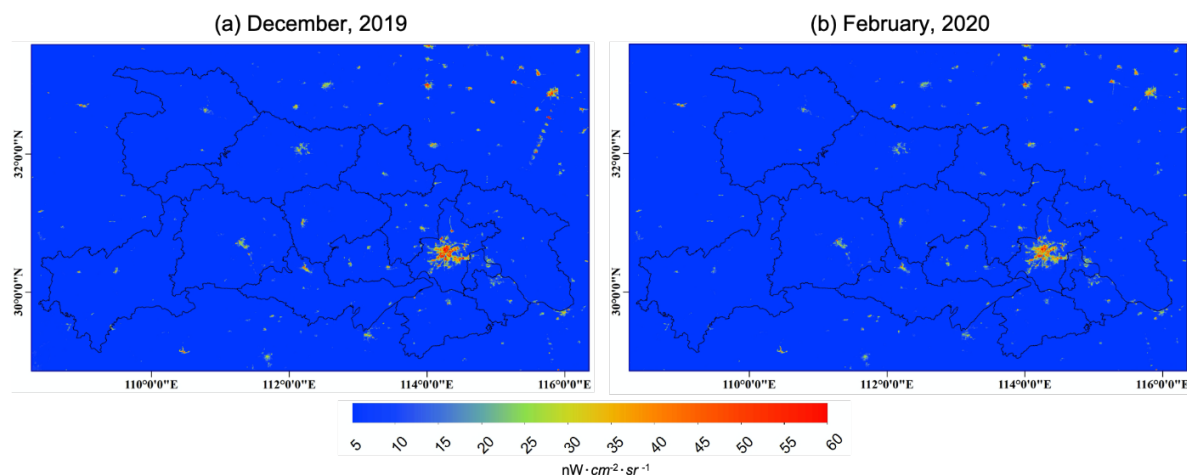 (a) December, 2019
(b) February, 2020
32°0'0"N
30°0'0"N
110°0'0"E
112°0'0"E
114°0'0"E
116°0'0"E
32°0'0"N
30°0'0"N
110°0'0"E
112°0'0"E
114°0'0"E
116°0'0"E
5 10 15 20 25 30 35 40 45 50 55 60
nW · cm⁻² · sr⁻¹